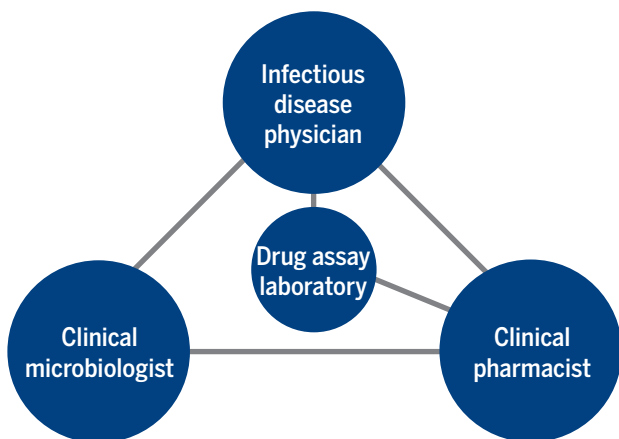 Infectious
disease
physician
Drug assay
laboratory
Clinical
microbiologist
Clinical
pharmacist